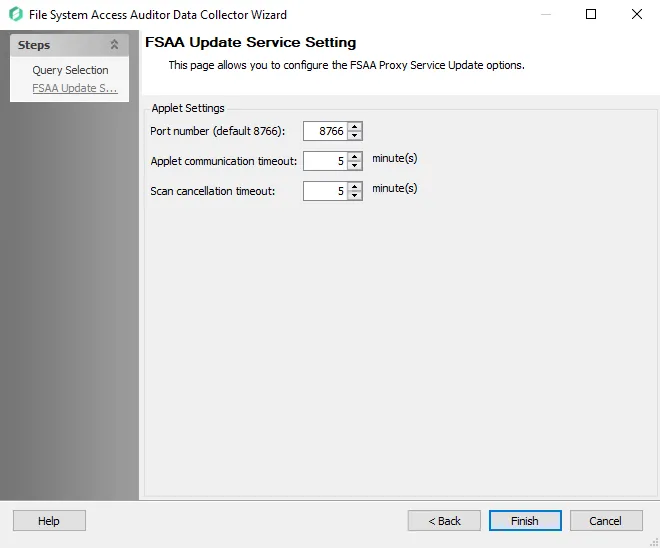 File System Access Auditor Data Collector Wizard
Steps
Query Selection
FSAA Update S...
FSAA Update Service Setting
This page allows you to configure the FSAA Proxy Service Update options.
Applet Settings
Port number (default 8766): 8766
Applet communication timeout: 5 minute(s)
Scan cancellation timeout: 5 minute(s)
Help < Back Finish Cancel